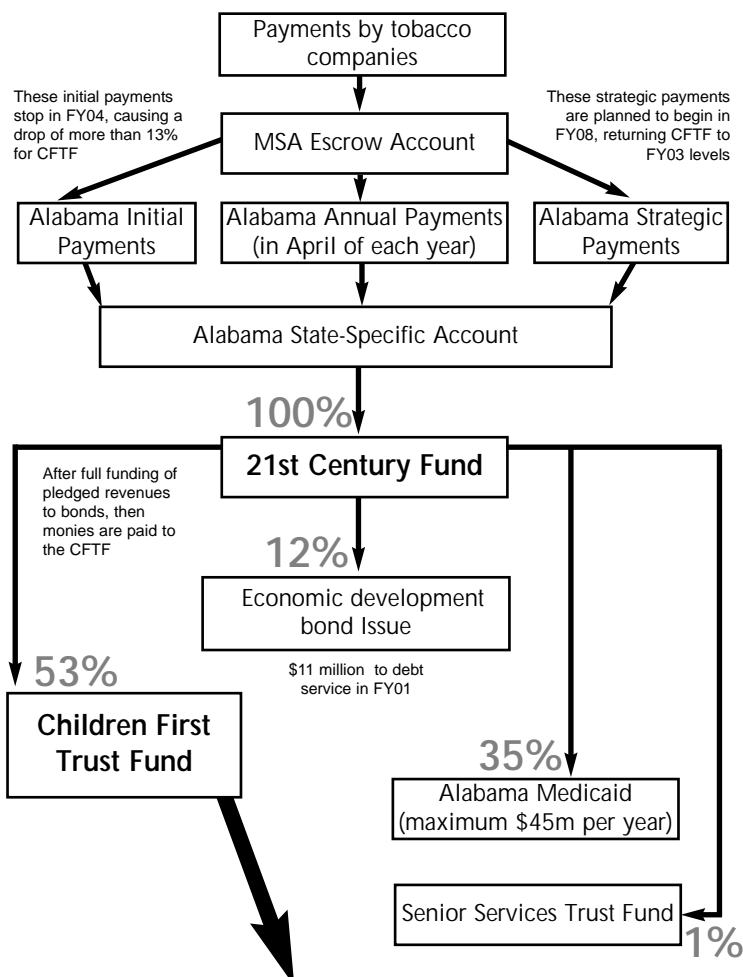 Payments by tobacco
companies
These initial payments
stop in FY04, causing a
drop of more than 13%
for CFTF
These strategic payments
are planned to begin in
FY08, returning CFTF to
FY03 levels
MSA Escrow Account
Alabama Initial
Payments
Alabama Annual Payments
(in April of each year)
Alabama Strategic
Payments
Alabama State-Specific Account
100%
21st Century Fund
After full funding of
pledged revenues
to bonds, then
monies are paid to
the CFTF
12%
Economic development
bond Issue
$11 million to debt
service in FY01
53%
Children First
Trust Fund
35%
Alabama Medicaid
(maximum $45m per year)
Senior Services Trust Fund
1%